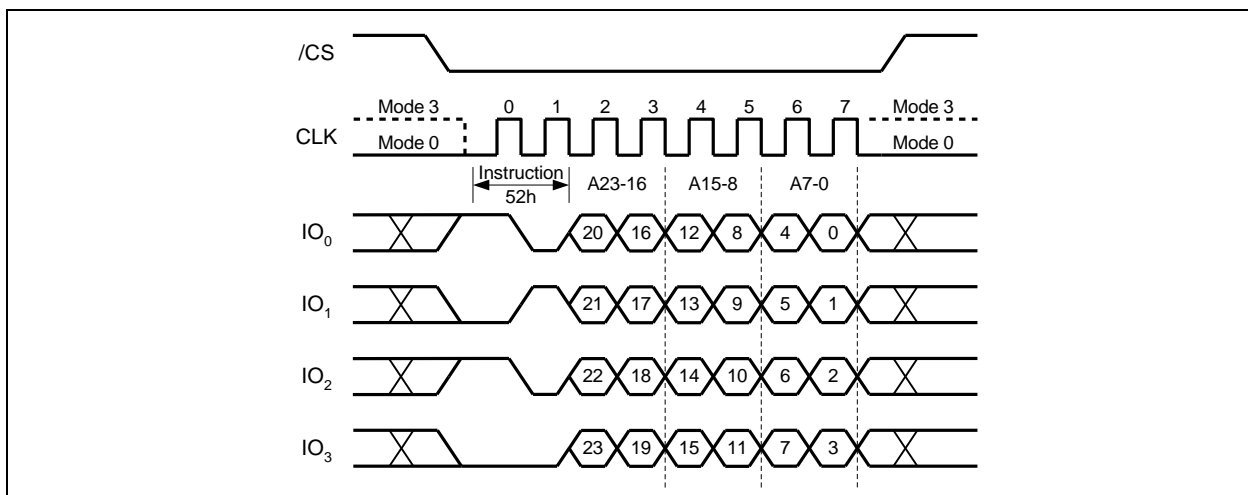 /CS
Mode 3 0 1 2 3 4 5 6 7 Mode 3
CLK
Mode 0 Mode 0
Instruction A23-16 A15-8 A7-0
52h
IO0 20 16 12 8 4 0
IO1 21 17 13 9 5 1
IO2 22 18 14 10 6 2
IO3 23 19 15 11 7 3